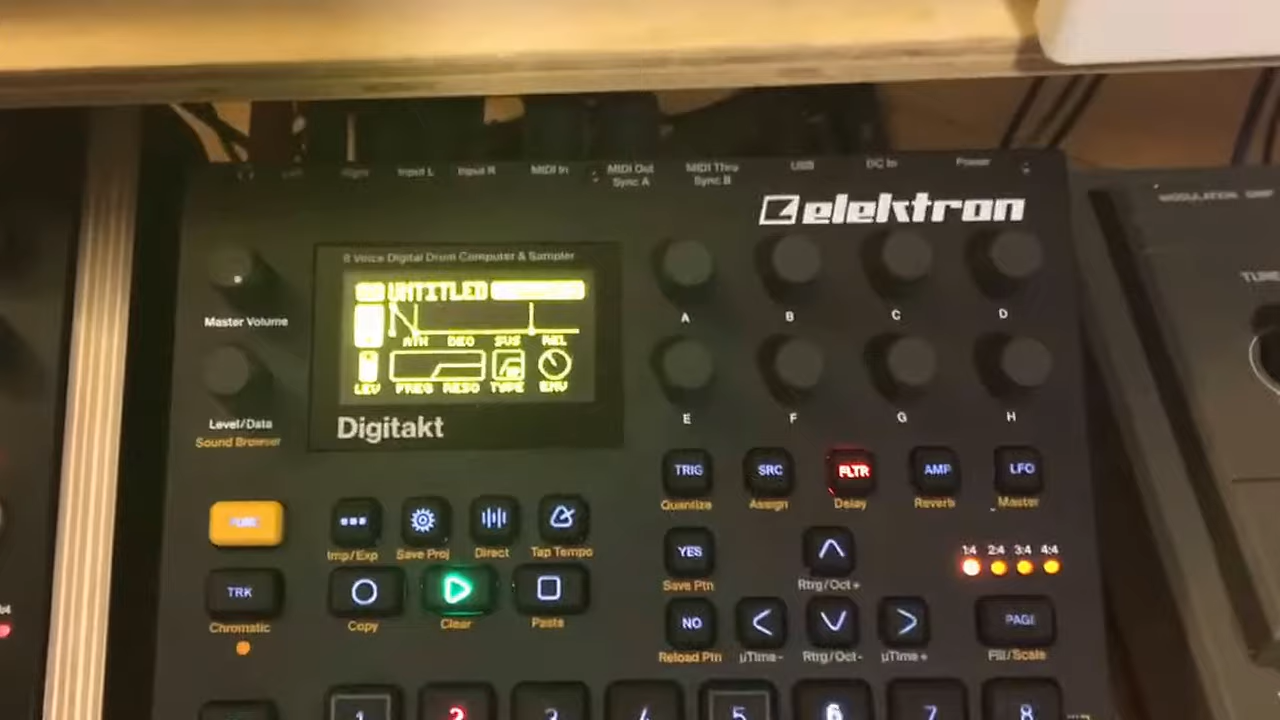 Input L Input R MIDI In MIDI Out MIDI Thru USB DC In Power
Sync A Sync B
elektron
MODULATION
8 Voice Digital Drum Computer & Sampler
UNTITLED
ATK DEC SUS REL
LEV FREQ RESO TYPE ENV
Digitakt
Master Volume
A B C D
Level/Data
Sound Browser
E F G H
TRIG SRC FLTR AMP LFO
Quantize Assign Delay Reverb Master
FUNC
Imp/Exp Save Proj Direct Tap Tempo
YES
Save Ptn
Rtrg/Oct+
1:4 2:4 3:4 4:4
TRK
Chromatic
Copy Clear Paste
NO
Reload Ptn µTime- Rtrg/Oct- µTime+
PAGE
Fill/Scale
1 2 3 4 5 6 7 8